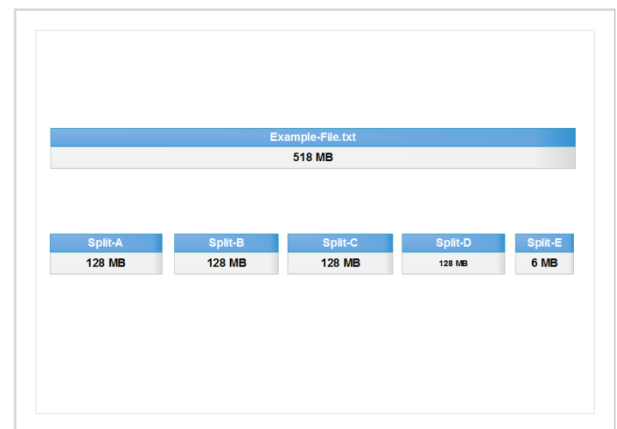 Example-File.txt
518 MB
Split-A Split-B Split-C Split-D Split-E
128 MB 128 MB 128 MB 128 MB 6 MB